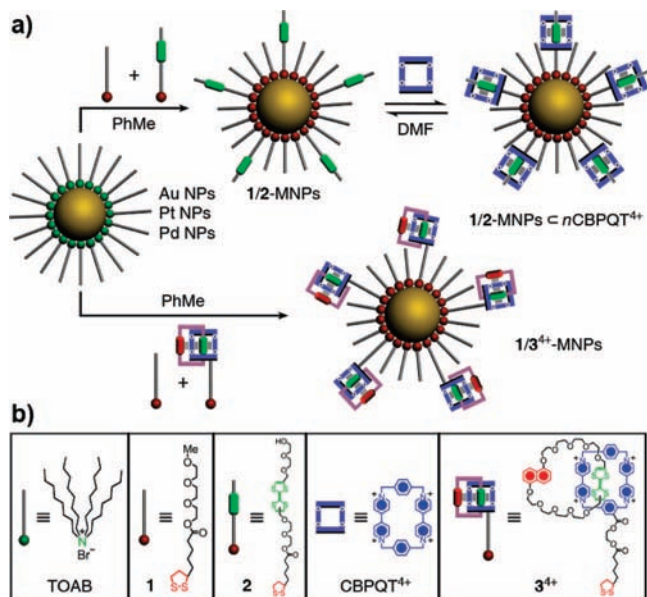 a)
+
PhMe
DMF
1/2-MNPs
1/2-MNPs ⊂ nCBPQT4+
Au NPs
Pt NPs
Pd NPs
PhMe
+
1/34+-MNPs
b)
≡
N
+
Br−
TOAB
≡
Me
O
O
O
O
O
O
S-S
1
≡
HO
O
O
S
S
S
S
O
O
O
O
O
S-S
2
≡
+N
N+
+N
N+
CBPQT4+
≡
O
O
O
O
O
O
O
O
+N
N+
+N
N+
O
O
O
S-S
34+